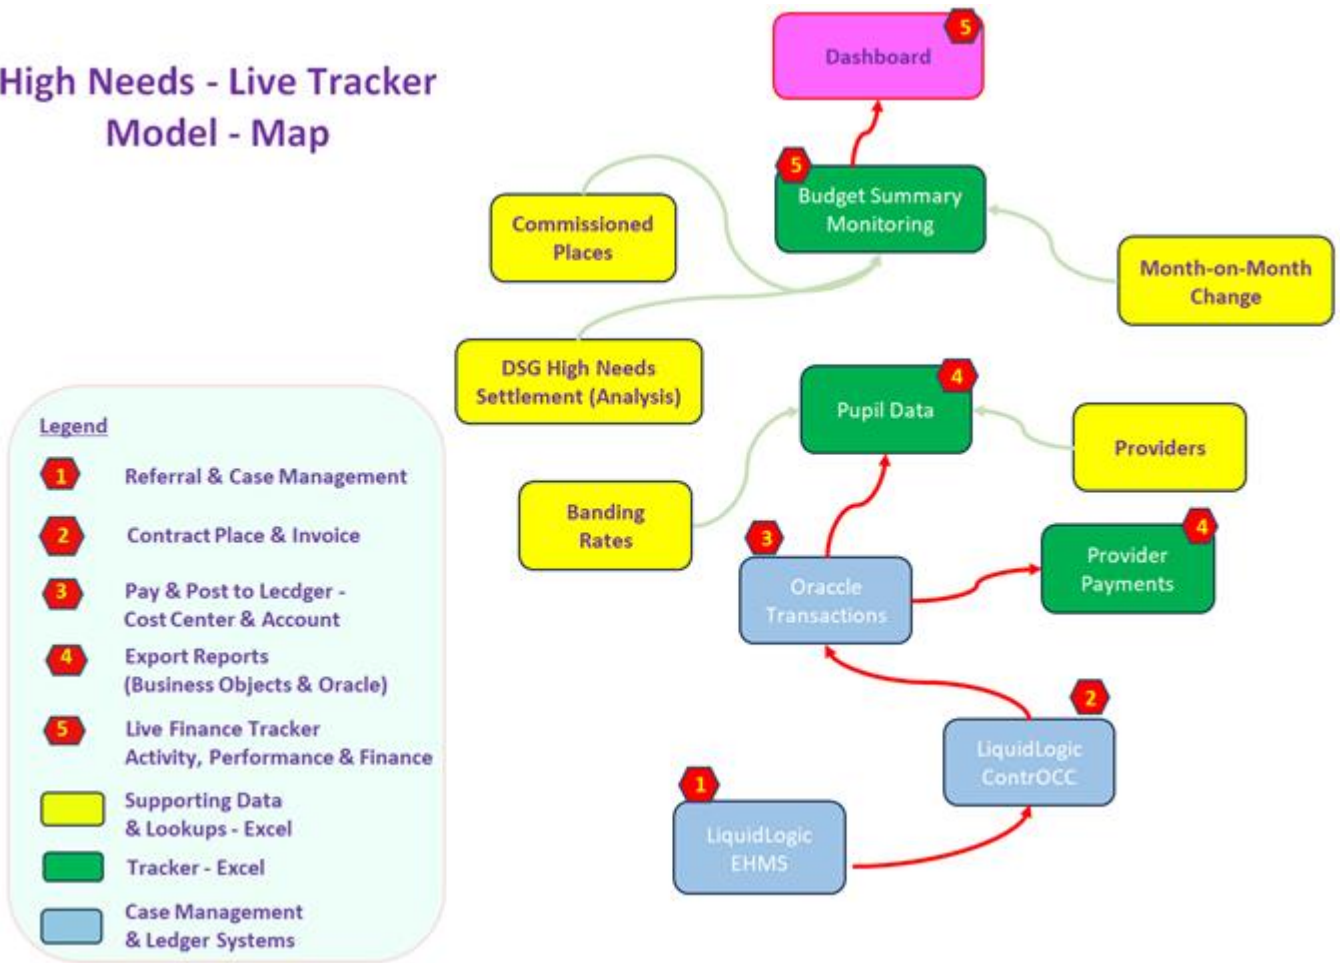 High Needs - Live Tracker
Model - Map
5
Dashboard
5
Budget Summary
Monitoring
Commissioned
Places
Month-on-Month
Change
DSG High Needs
Settlement (Analysis)
4
Pupil Data
Providers
Banding
Rates
3
Oraccle
Transactions
4
Provider
Payments
2
LiquidLogic
ContrOCC
1
LiquidLogic
EHMS
Legend
1 Referral & Case Management
2 Contract Place & Invoice
3 Pay & Post to Lecdger -
Cost Center & Account
4 Export Reports
(Business Objects & Oracle)
5 Live Finance Tracker
Activity, Performance & Finance
Supporting Data
& Lookups - Excel
Tracker - Excel
Case Management
& Ledger Systems